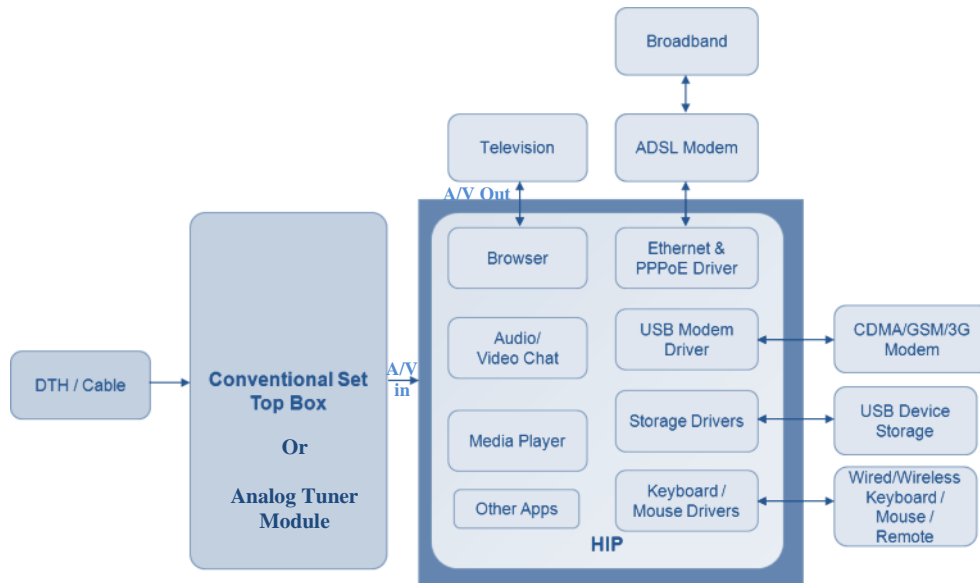 Broadband
Television
ADSL Modem
A/V Out
Browser
Ethernet &
PPPoE Driver
Audio/
Video Chat
USB Modem
Driver
CDMA/GSM/3G
Modem
DTH / Cable
Conventional Set
Top Box
Or
Analog Tuner
Module
A/V
in
Media Player
Storage Drivers
USB Device
Storage
Other Apps
Keyboard /
Mouse Drivers
Wired/Wireless
Keyboard /
Mouse /
Remote
HIP